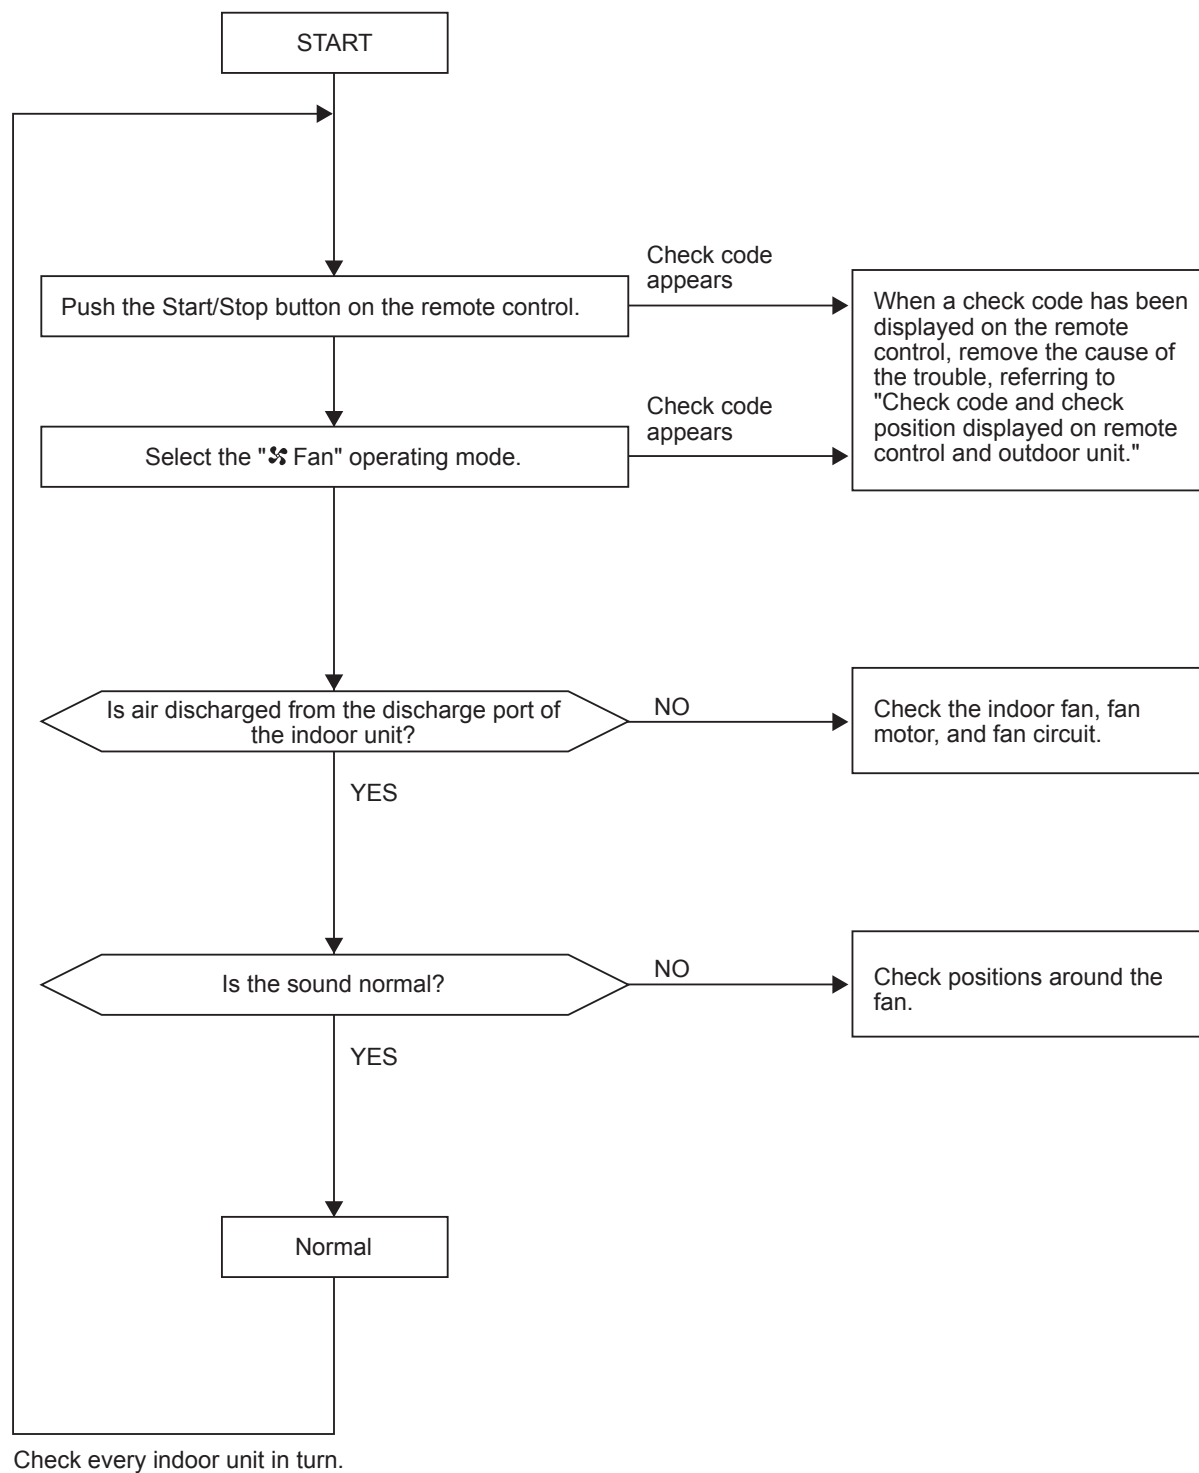 START
Check code
appears
Push the Start/Stop button on the remote control.
When a check code has been
displayed on the remote
control, remove the cause of
the trouble, referring to
"Check code and check
position displayed on remote
control and outdoor unit."
Check code
appears
Select the " Fan" operating mode.
Is air discharged from the discharge port of
the indoor unit?
NO
Check the indoor fan, fan
motor, and fan circuit.
YES
Is the sound normal?
NO
Check positions around the
fan.
YES
Normal
Check every indoor unit in turn.